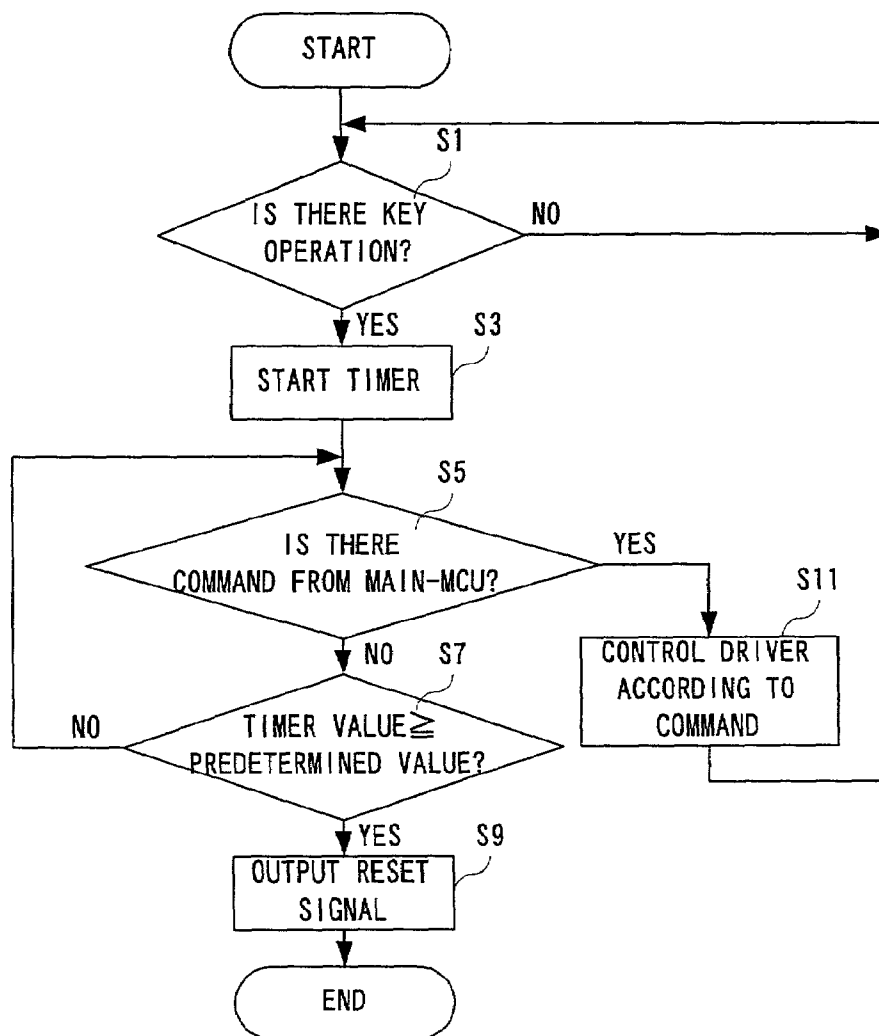 START
S1
IS THERE KEY
OPERATION?
NO
YES
S3
START TIMER
S5
IS THERE
COMMAND FROM MAIN-MCU?
YES
S11
CONTROL DRIVER
ACCORDING TO
COMMAND
NO
S7
TIMER VALUE≧
PREDETERMINED VALUE?
NO
YES
S9
OUTPUT RESET
SIGNAL
END